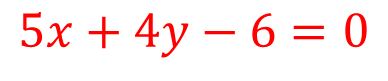 5x + 4y − 6 = 0